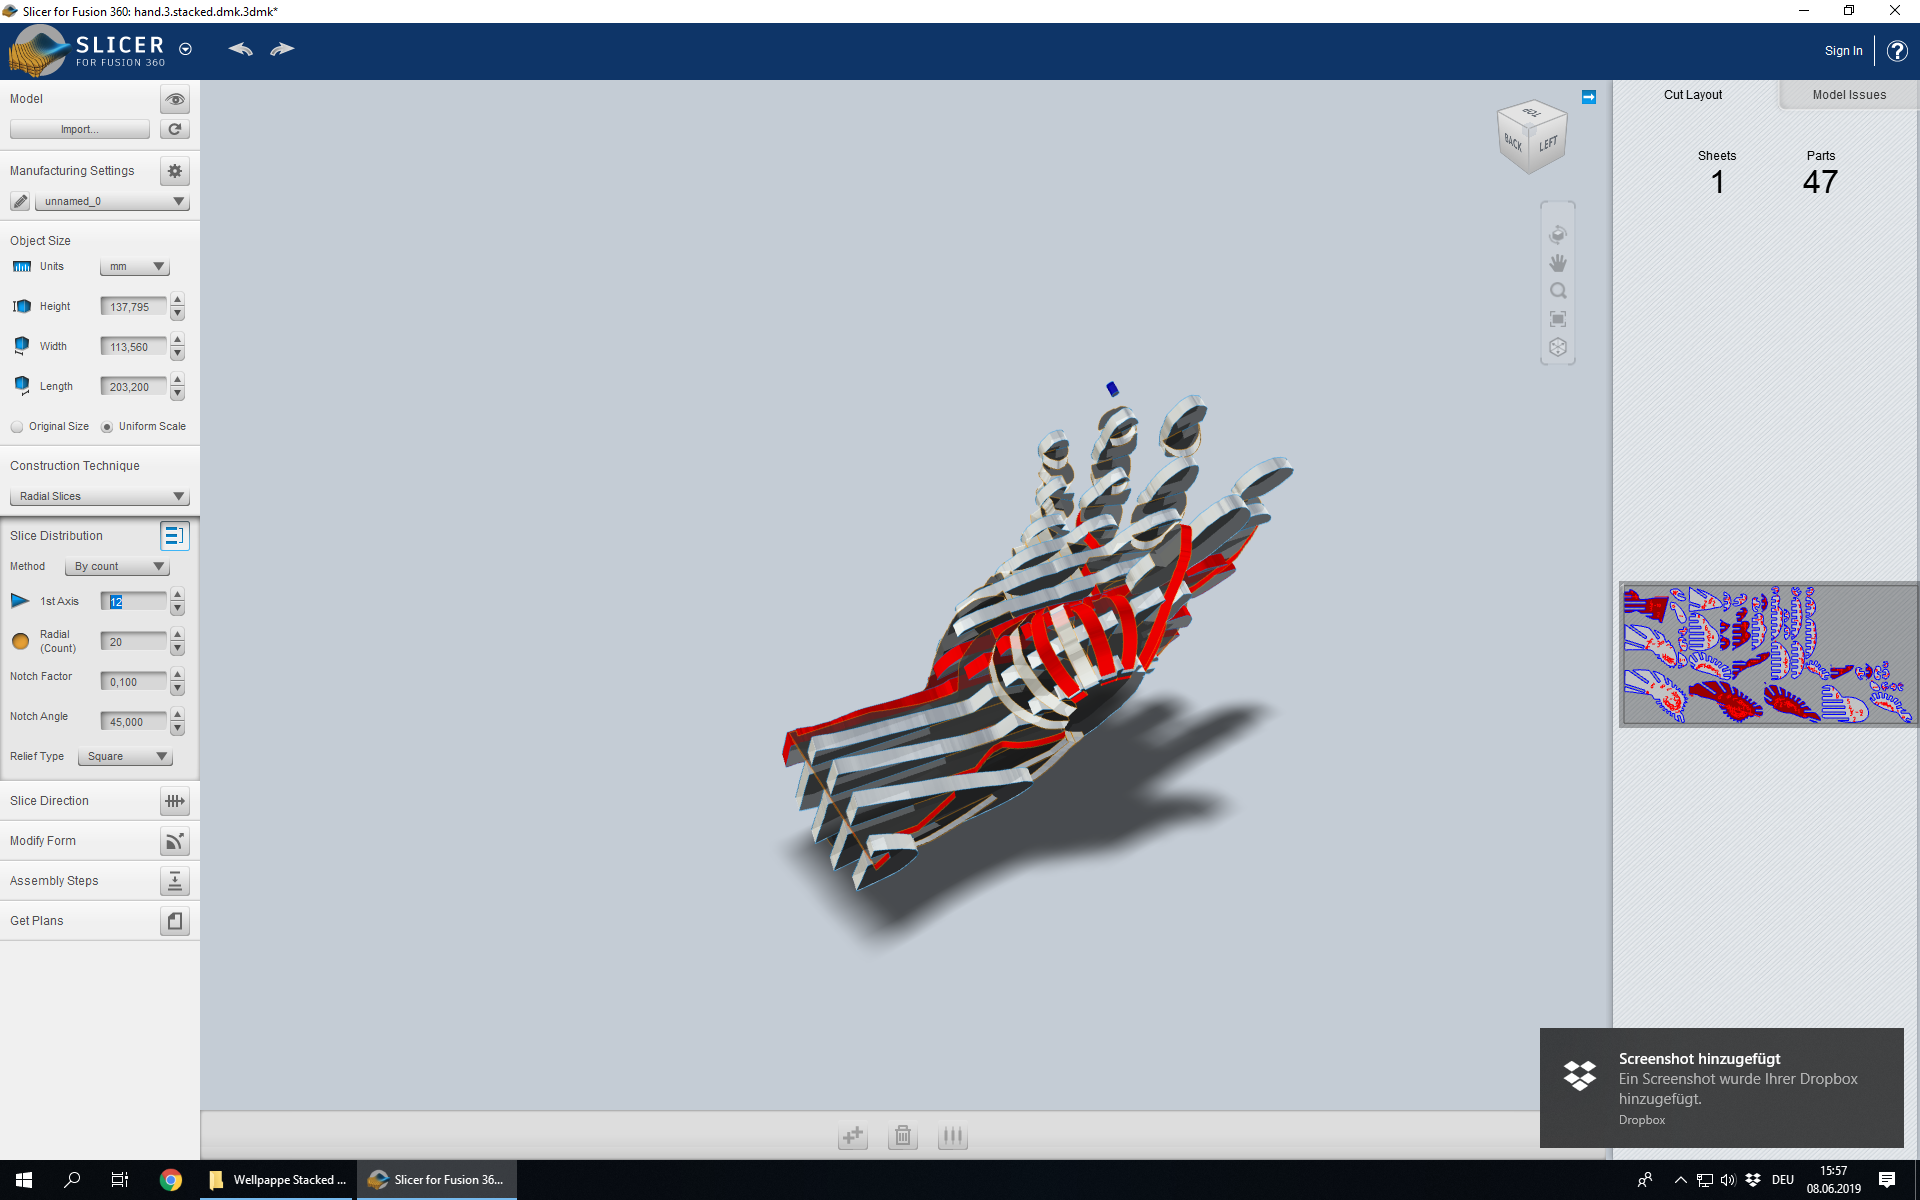 Slicer for Fusion 360: hand.3.stacked.dmk.3dmk*
SLICER
FOR FUSION 360
Sign In
?
Model
Import...
Manufacturing Settings
unnamed_0
Object Size
Units
mm
Height
137,795
Width
113,560
Length
203,200
Original Size
Uniform Scale
Construction Technique
Radial Slices
Slice Distribution
Method
By count
1st Axis
12
Radial
(Count)
20
Notch Factor
0,100
Notch Angle
45,000
Relief Type
Square
Slice Direction
Modify Form
Assembly Steps
Get Plans
TOP
BACK
LEFT
Cut Layout
Model Issues
Sheets
Parts
1
47
Screenshot hinzugefügt
Ein Screenshot wurde Ihrer Dropbox
hinzugefügt.
Dropbox
Wellpappe Stacked ...
Slicer for Fusion 36...
DEU
15:57
08.06.2019